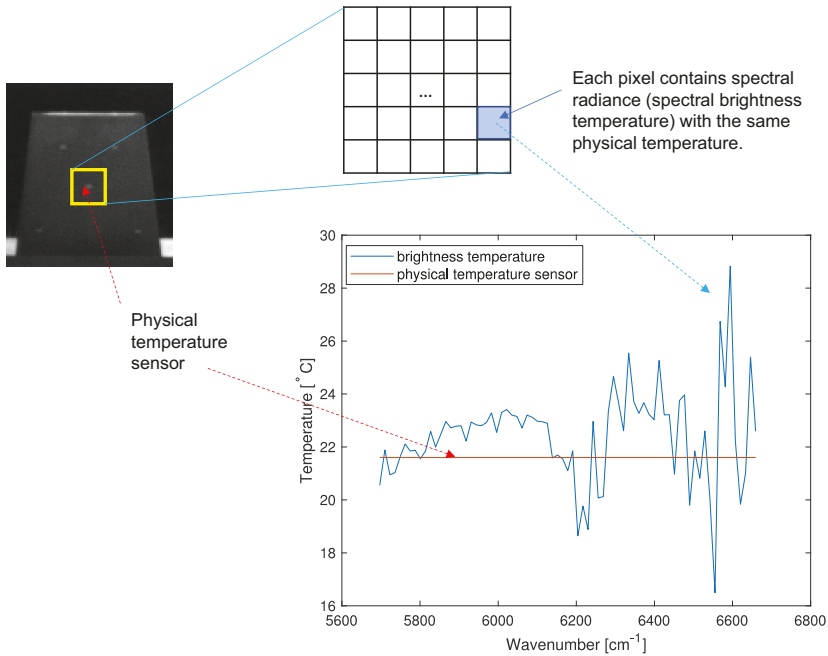 ...
Each pixel contains spectral
radiance (spectral brightness
temperature) with the same
physical temperature.
Physical
temperature
sensor
30
28
26
24
22
20
18
16
Temperature [°C]
brightness temperature
physical temperature sensor
5600 5800 6000 6200 6400 6600 6800
Wavenumber [cm⁻¹]